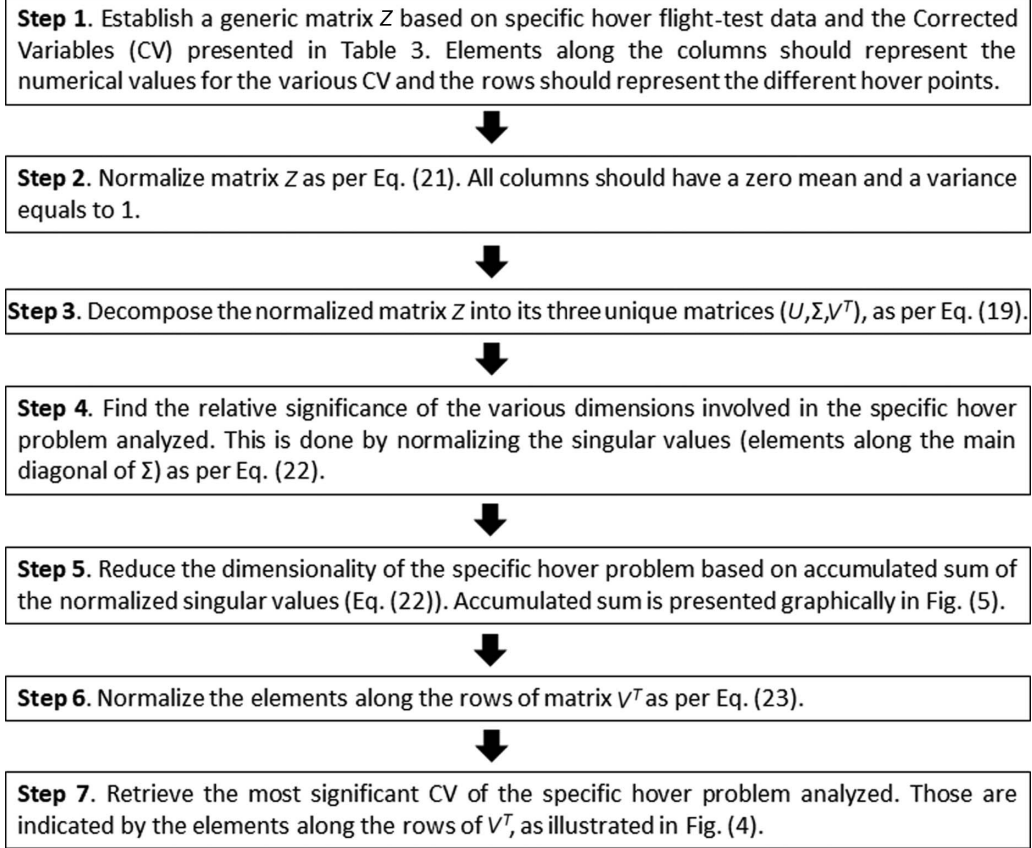 Step 1. Establish a generic matrix Z based on specific hover flight-test data and the Corrected
Variables (CV) presented in Table 3. Elements along the columns should represent the
numerical values for the various CV and the rows should represent the different hover points.
Step 2. Normalize matrix Z as per Eq. (21). All columns should have a zero mean and a variance
equals to 1.
Step 3. Decompose the normalized matrix Z into its three unique matrices (U,Σ,Vᵀ), as per Eq. (19).
Step 4. Find the relative significance of the various dimensions involved in the specific hover
problem analyzed. This is done by normalizing the singular values (elements along the main
diagonal of Σ) as per Eq. (22).
Step 5. Reduce the dimensionality of the specific hover problem based on accumulated sum of
the normalized singular values (Eq. (22)). Accumulated sum is presented graphically in Fig. (5).
Step 6. Normalize the elements along the rows of matrix Vᵀ as per Eq. (23).
Step 7. Retrieve the most significant CV of the specific hover problem analyzed. Those are
indicated by the elements along the rows of Vᵀ, as illustrated in Fig. (4).